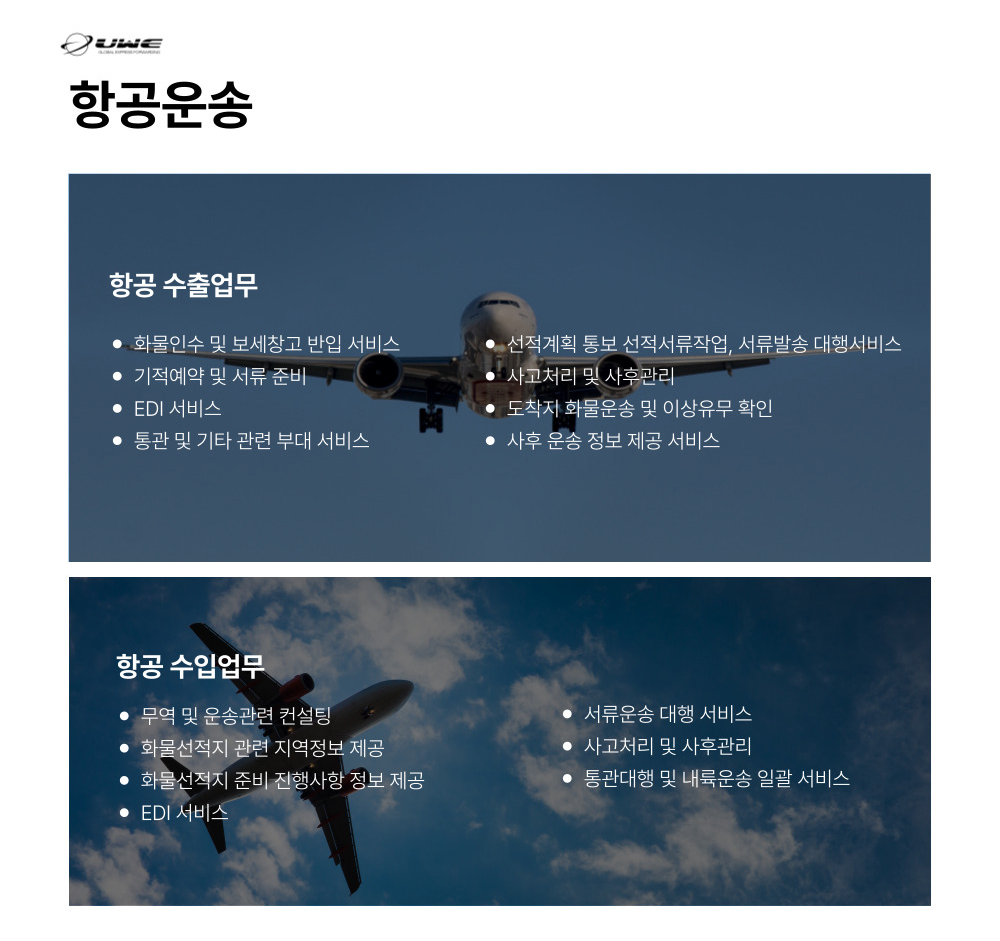 UWE
항공운송
항공 수출업무
화물인수 및 보세창고 반입 서비스
기적예약 및 서류 준비
EDI 서비스
통관 및 기타 관련 부대 서비스
선적계획 통보 선적서류작업, 서류발송 대행서비스
사고처리 및 사후관리
도착지 화물운송 및 이상유무 확인
사후 운송 정보 제공 서비스
항공 수입업무
무역 및 운송관련 컨설팅
화물선적지 관련 지역정보 제공
화물선적지 준비 진행사항 정보 제공
EDI 서비스
서류운송 대행 서비스
사고처리 및 사후관리
통관대행 및 내륙운송 일괄 서비스